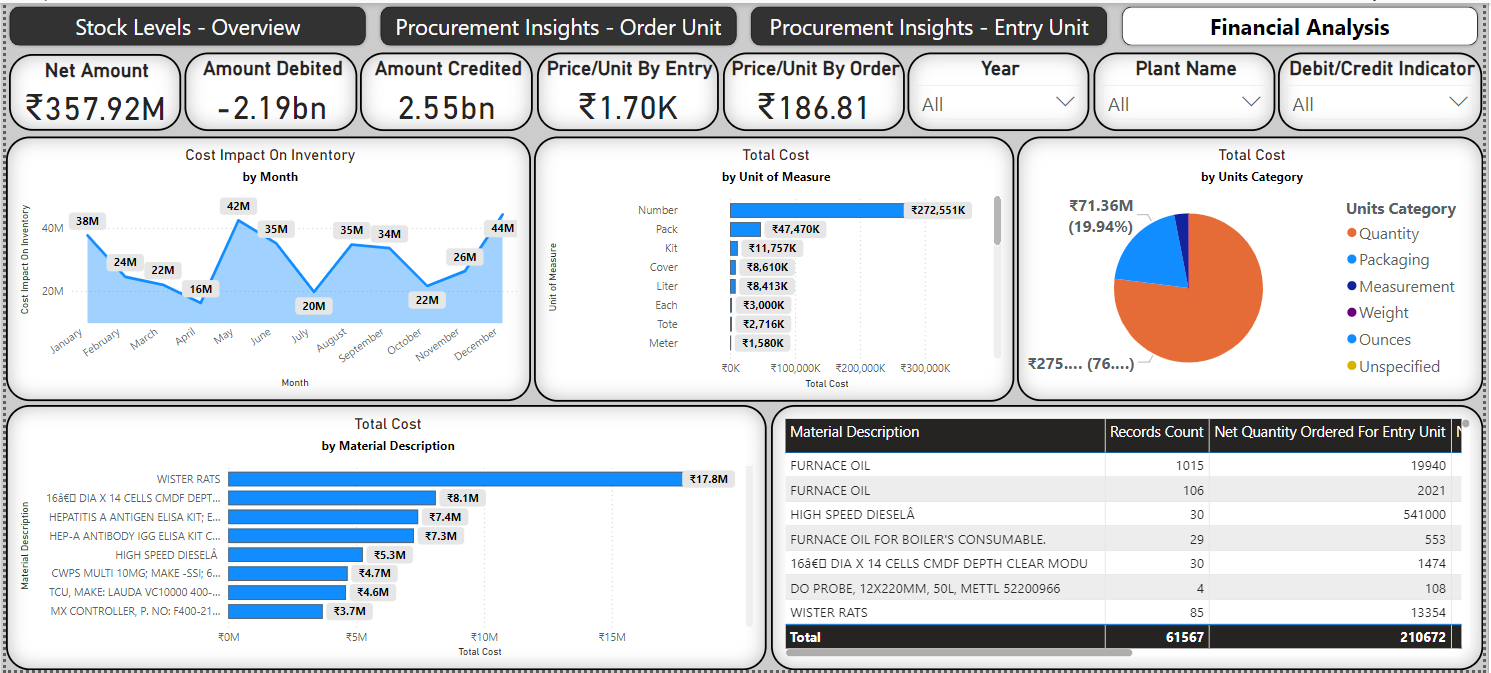 Stock Levels - Overview
Procurement Insights - Order Unit
Procurement Insights - Entry Unit
Financial Analysis
Net Amount
₹357.92M
Amount Debited
-2.19bn
Amount Credited
2.55bn
Price/Unit By Entry
₹1.70K
Price/Unit By Order
₹186.81
Year
All
Plant Name
All
Debit/Credit Indicator
All
Cost Impact On Inventory
by Month
Cost Impact On Inventory
40M
20M
38M
24M
22M
16M
42M
35M
20M
35M
34M
22M
26M
44M
January
February
March
April
May
June
July
August
September
October
November
December
Month
Total Cost
by Unit of Measure
Unit of Measure
Number ₹272,551K
Pack ₹47,470K
Kit ₹11,757K
Cover ₹8,610K
Liter ₹8,413K
Each ₹3,000K
Tote ₹2,716K
Meter ₹1,580K
₹0K ₹100,000K ₹200,000K ₹300,000K
Total Cost
Total Cost
by Units Category
₹71.36M
(19.94%)
₹275.... (76....)
Units Category
Quantity
Packaging
Measurement
Weight
Ounces
Unspecified
Total Cost
by Material Description
Material Description
WISTER RATS ₹17.8M
16â€ DIA X 14 CELLS CMDF DEPT... ₹8.1M
HEPATITIS A ANTIGEN ELISA KIT; E... ₹7.4M
HEP-A ANTIBODY IGG ELISA KIT C... ₹7.3M
HIGH SPEED DIESELÂ ₹5.3M
CWPS MULTI 10MG; MAKE -SSI; 6... ₹4.7M
TCU, MAKE: LAUDA VC10000 400-... ₹4.6M
MX CONTROLLER, P. NO: F400-21... ₹3.7M
₹0M ₹5M ₹10M ₹15M
Total Cost
Material Description Records Count Net Quantity Ordered For Entry Unit
FURNACE OIL 1015 19940
FURNACE OIL 106 2021
HIGH SPEED DIESELÂ 30 541000
FURNACE OIL FOR BOILER'S CONSUMABLE. 29 553
16â€ DIA X 14 CELLS CMDF DEPTH CLEAR MODU 30 1474
DO PROBE, 12X220MM, 50L, METTL 52200966 4 108
WISTER RATS 85 13354
Total 61567 210672